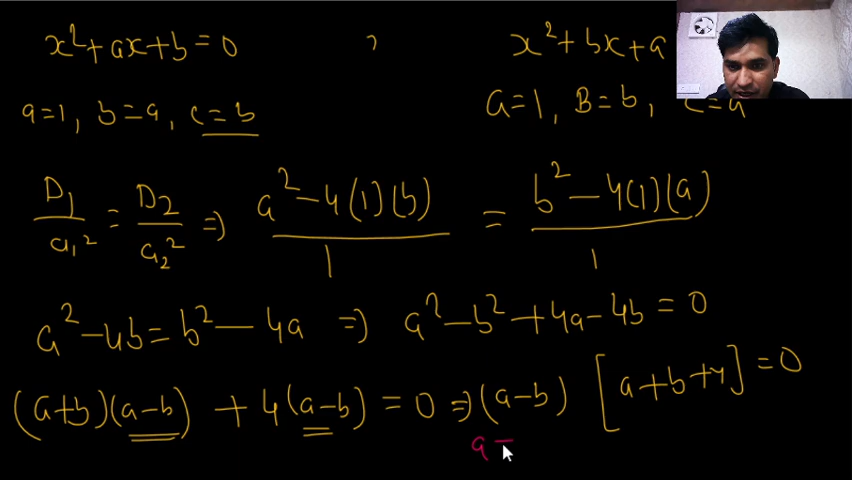 x²+ax+b=0 , x²+bx+a
a=1, b=a, c=b a=1, B=b, c=a
D₁/a₁² = D₂/a₂² ⇒ a²-4(1)(b)/1 = b²-4(1)(a)/1
a²-4b=b²-4a ⇒ a²-b²+4a-4b=0
(a+b)(a-b) + 4(a-b)=0 ⇒(a-b) [a+b+4]=0
a=